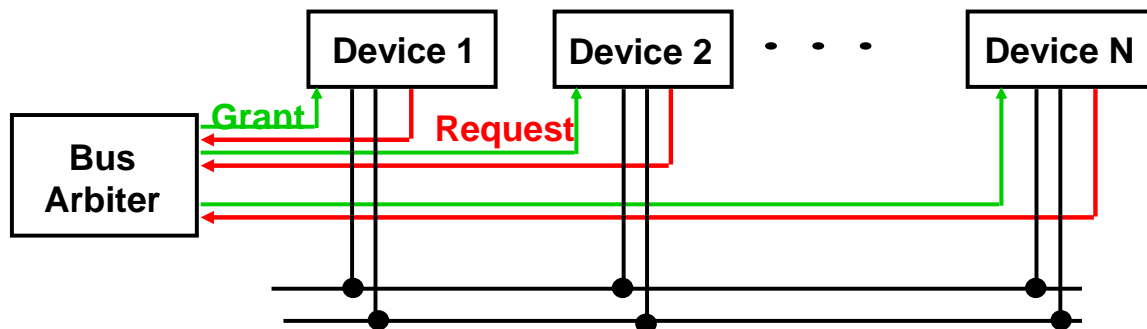 Device 1
Device 2
. . .
Device N
Grant
Request
Bus
Arbiter